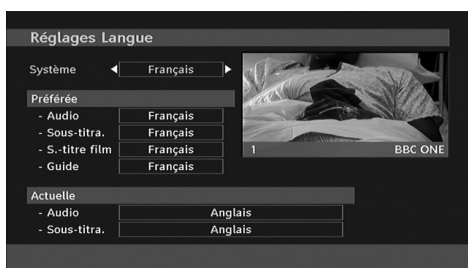 Réglages Langue
Système Français
Préférée
- Audio Français
- Sous-titra. Français
- S.-titre film Français
- Guide Français
1 BBC ONE
Actuelle
- Audio Anglais
- Sous-titra. Anglais